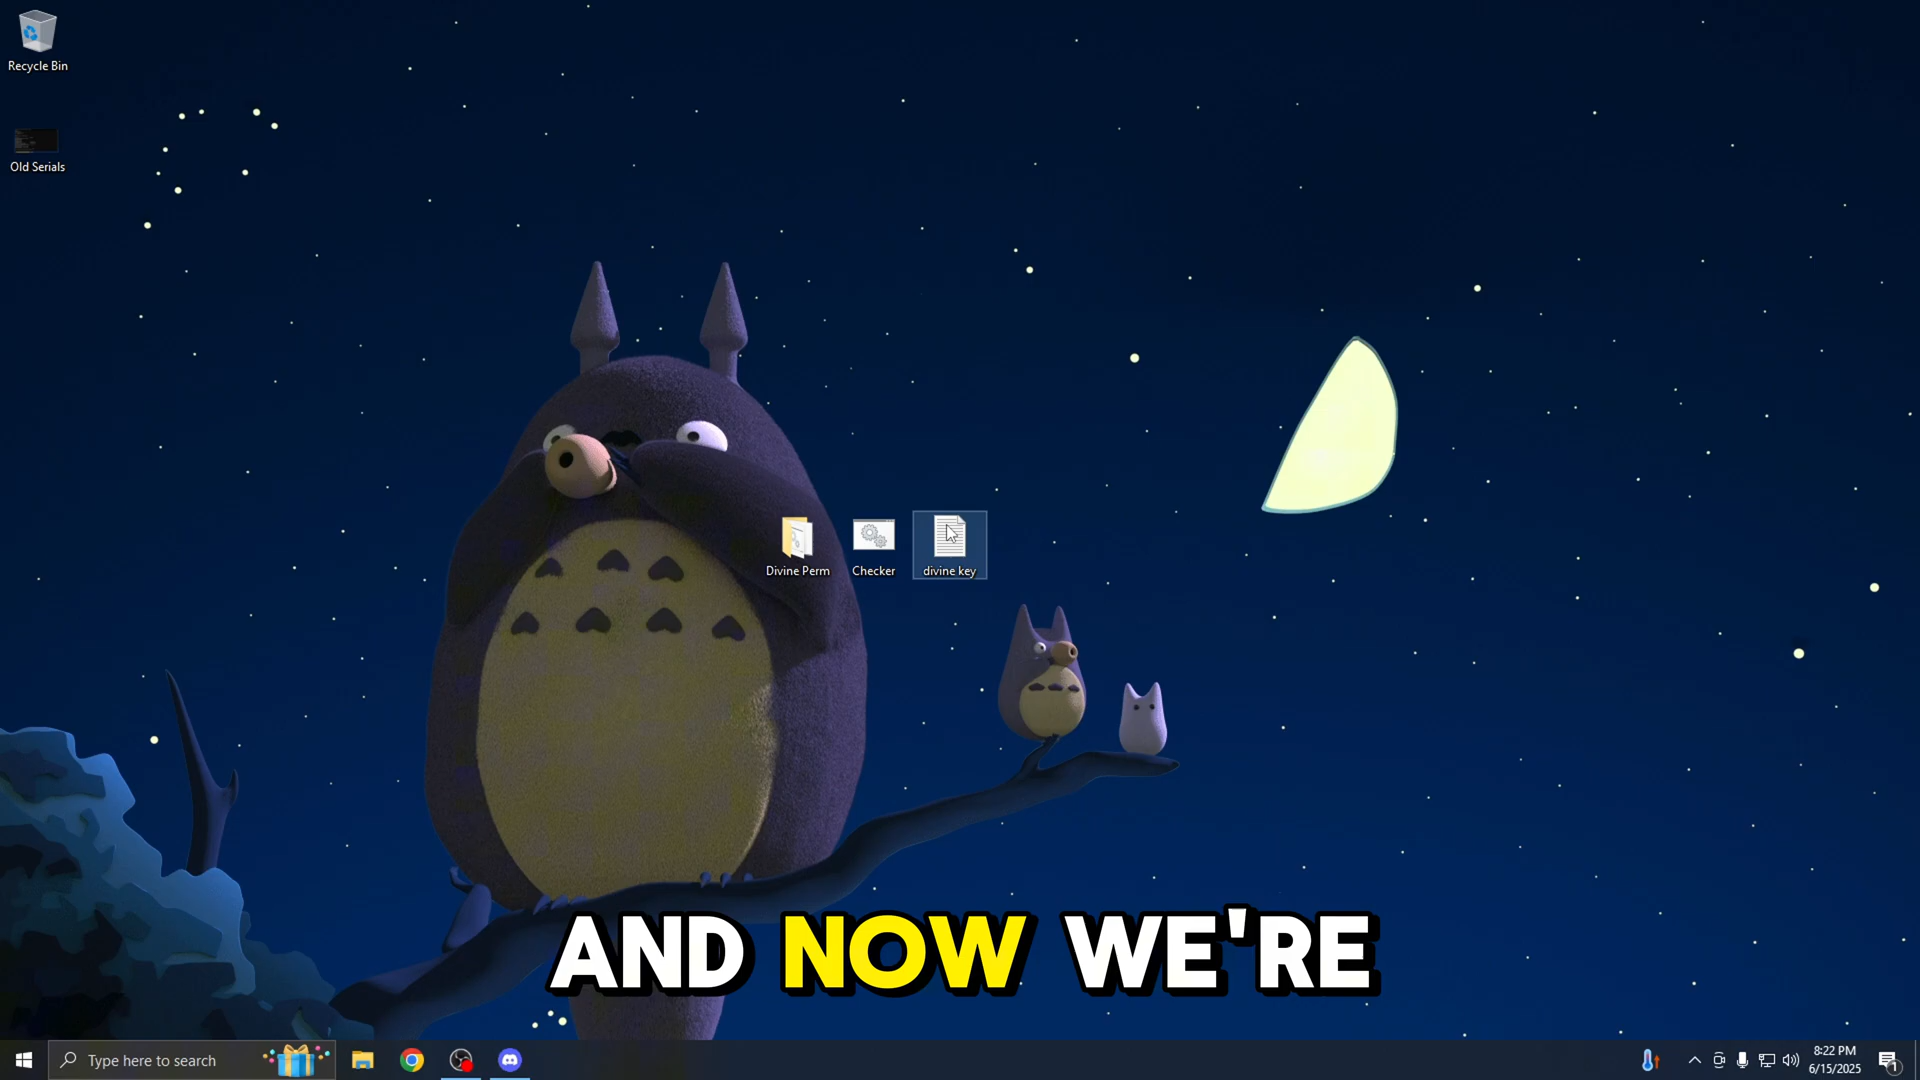 Recycle Bin
Old Serials
Divine Perm
Checker
divine key
AND NOW WE'RE
Type here to search
8:22 PM
6/15/2025
1